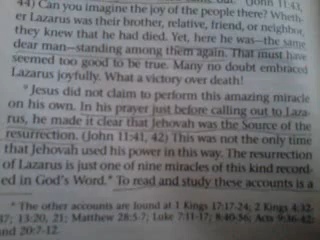 44) Can you imagine the joy of the people there? Wheth-
er Lazarus was their brother, relative, friend, or neighbor,
they knew that he had died. Yet, here he was—the same
dear man—standing among them again. That must have
seemed too good to be true. Many no doubt embraced
Lazarus joyfully. What a victory over death!
Jesus did not claim to perform this amazing miracle
on his own. In his prayer just before calling out to Laza-
rus, he made it clear that Jehovah was the Source of the
resurrection. (John 11:41, 42) This was not the only time
that Jehovah used his power in this way. The resurrection
of Lazarus is just one of nine miracles of this kind record-
ed in God's Word.* To read and study these accounts is a
* The other accounts are found at 1 Kings 17:17-24; 2 Kings 4:32-
37; 13:20, 21; Matthew 28:5-7; Luke 7:11-17; 8:40-56; Acts 9:36-42;
and 20:7-12.